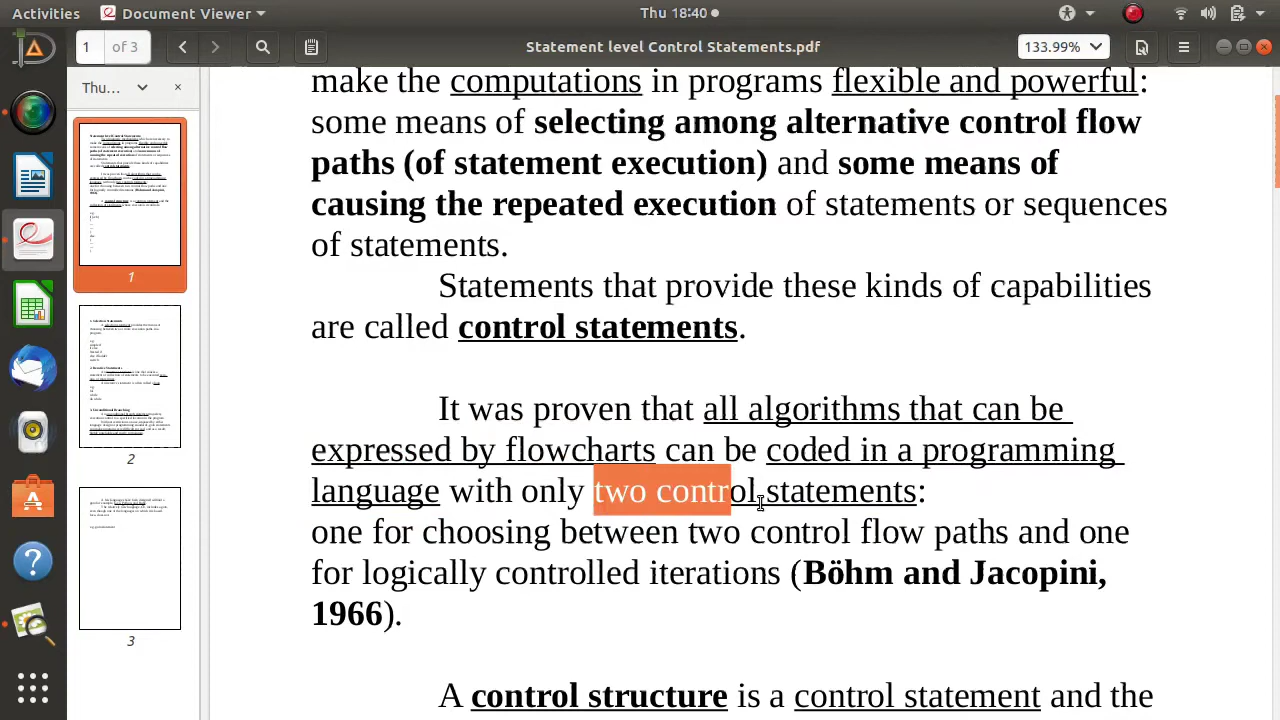 Activities Document Viewer Thu 18:40
1 of 3 Statement level Control Statements.pdf 133.99%
Thu...
1
2
3
make the computations in programs flexible and powerful:
some means of selecting among alternative control flow
paths (of statement execution) and some means of
causing the repeated execution of statements or sequences
of statements.
Statements that provide these kinds of capabilities
are called control statements.
It was proven that all algorithms that can be
expressed by flowcharts can be coded in a programming
language with only two control statements:
one for choosing between two control flow paths and one
for logically controlled iterations (Böhm and Jacopini,
1966).
A control structure is a control statement and the